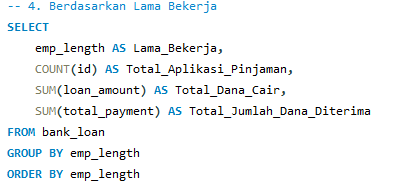 -- 4. Berdasarkan Lama Bekerja
SELECT
emp_length AS Lama_Bekerja,
COUNT(id) AS Total_Aplikasi_Pinjaman,
SUM(loan_amount) AS Total_Dana_Cair,
SUM(total_payment) AS Total_Jumlah_Dana_Diterima
FROM bank_loan
GROUP BY emp_length
ORDER BY emp_length